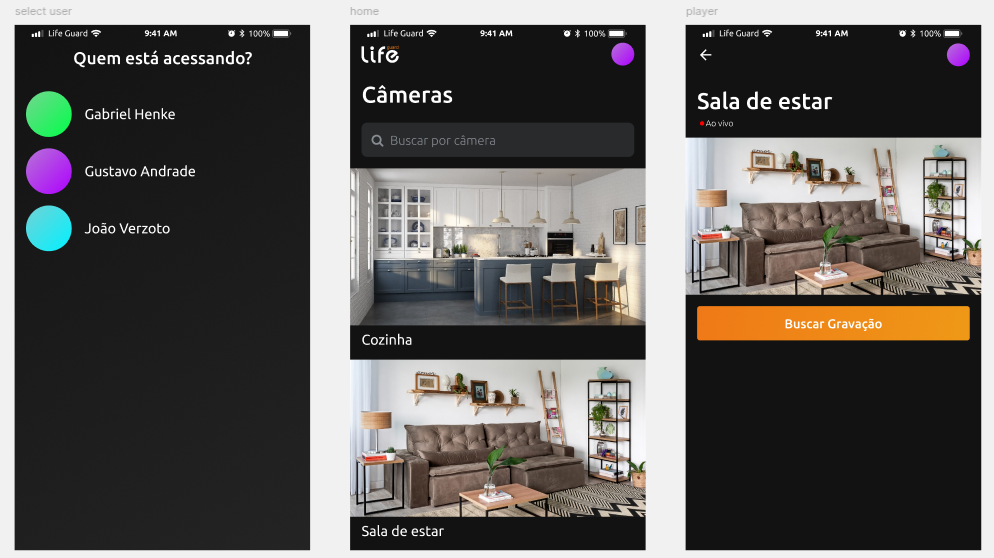 select user
Life Guard
9:41 AM
100%
Quem está acessando?
Gabriel Henke
Gustavo Andrade
João Verzoto
home
Life Guard
9:41 AM
100%
Life
guard
Câmeras
Buscar por câmera
Cozinha
Sala de estar
player
Life Guard
9:41 AM
100%
Sala de estar
Ao vivo
Buscar Gravação